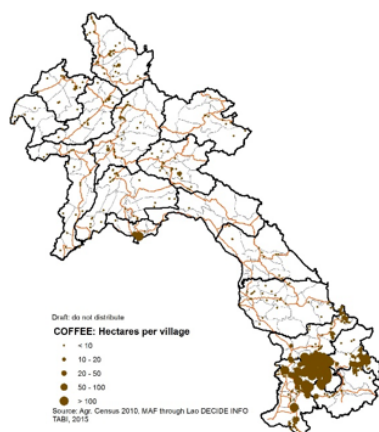 Draft: do not distribute
COFFEE: Hectares per village
< 10
10 - 20
20 - 50
50 - 100
> 100
Source: Agr. Census 2010, MAF through Lao DECIDE INFO
TABI, 2015